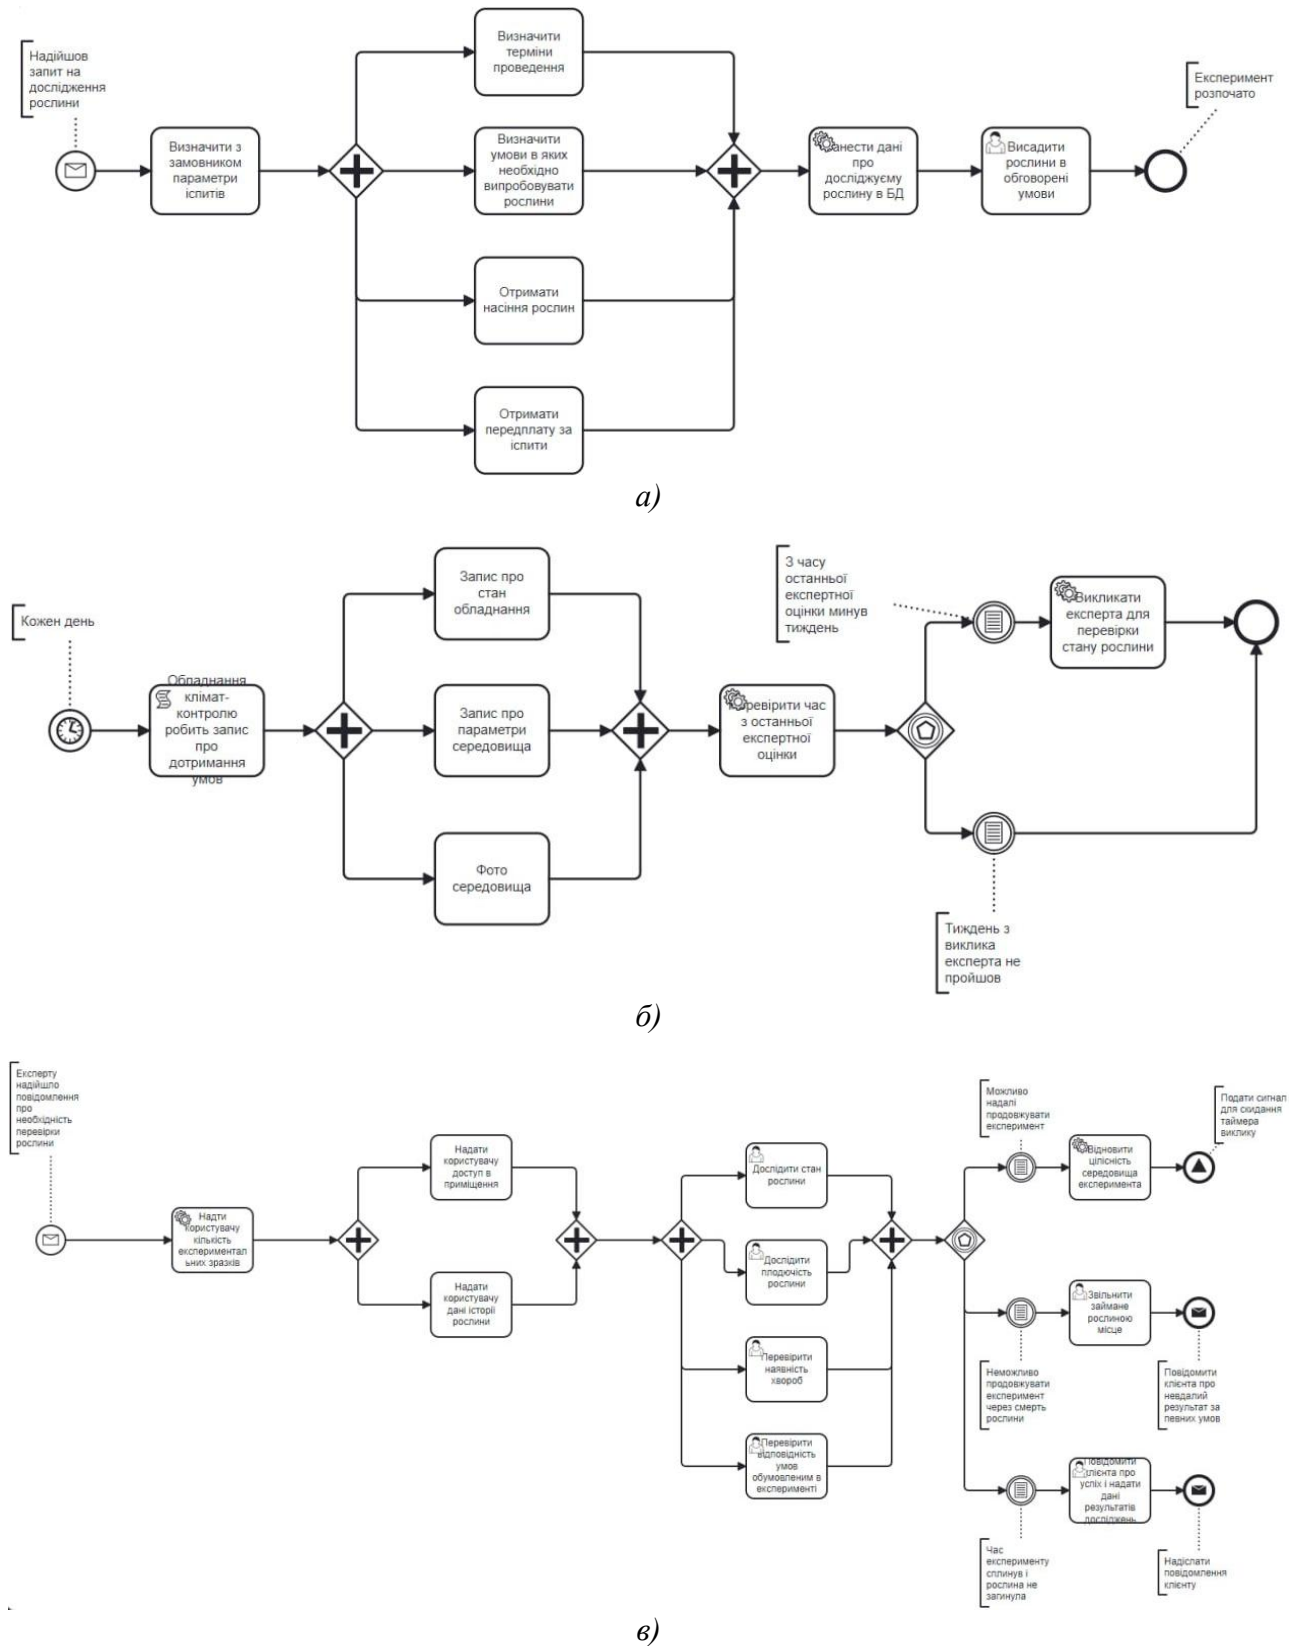 Надійшов
запит на
дослідження
рослини
Визначити з
замовником
параметри
іспитів
Визначити
терміни
проведення
Визначити
умови в яких
необхідно
випробовувати
рослини
Отримати
насіння рослин
Отримати
передплату за
іспити
анести дані
про
досліджуєму
рослину в БД
Висадити
рослини в
обговорені
умови
Експеримент
розпочато
а)
Кожен день
Обладнання
клімат-
контролю
робить запис
про
дотримання
умов
Запис про
стан
обладнання
Запис про
параметри
середовища
Фото
середовища
еревірити час
з останньої
експертної
оцінки
З часу
останньої
експертної
оцінки минув
тиждень
Викликати
експерта для
перевірки
стану рослини
Тиждень з
виклика
експерта не
пройшов
б)
Експерту
надійшло
повідомлення
про
необхідність
перевірки
рослини
Надти
користувачу
кількість
експериментал
ьних зразків
Надати
користувачу
доступ в
приміщення
Надати
користувачу
дані історії
рослини
Дослідити стан
рослини
Дослідити
плодючість
рослини
Перевірити
наявність
хвороб
Перевірити
відповідність
умов
обумовленим в
експерименті
Можливо
надалі
продовжувати
експеримент
Відновити
цілісність
середовища
експеримента
Подати сигнал
для скидання
таймера
виклику
Неможливо
продовжувати
експеримент
через смерть
рослини
Звільнити
займане
рослиною
місце
Повідомити
клієнта про
невдалий
результат за
певних умов
Час
експерименту
сплинув і
рослина не
загинула
Повідомити
клієнта про
успіх і надати
дані
результатів
досліджень
Надіслати
повідомлення
клієнту
в)